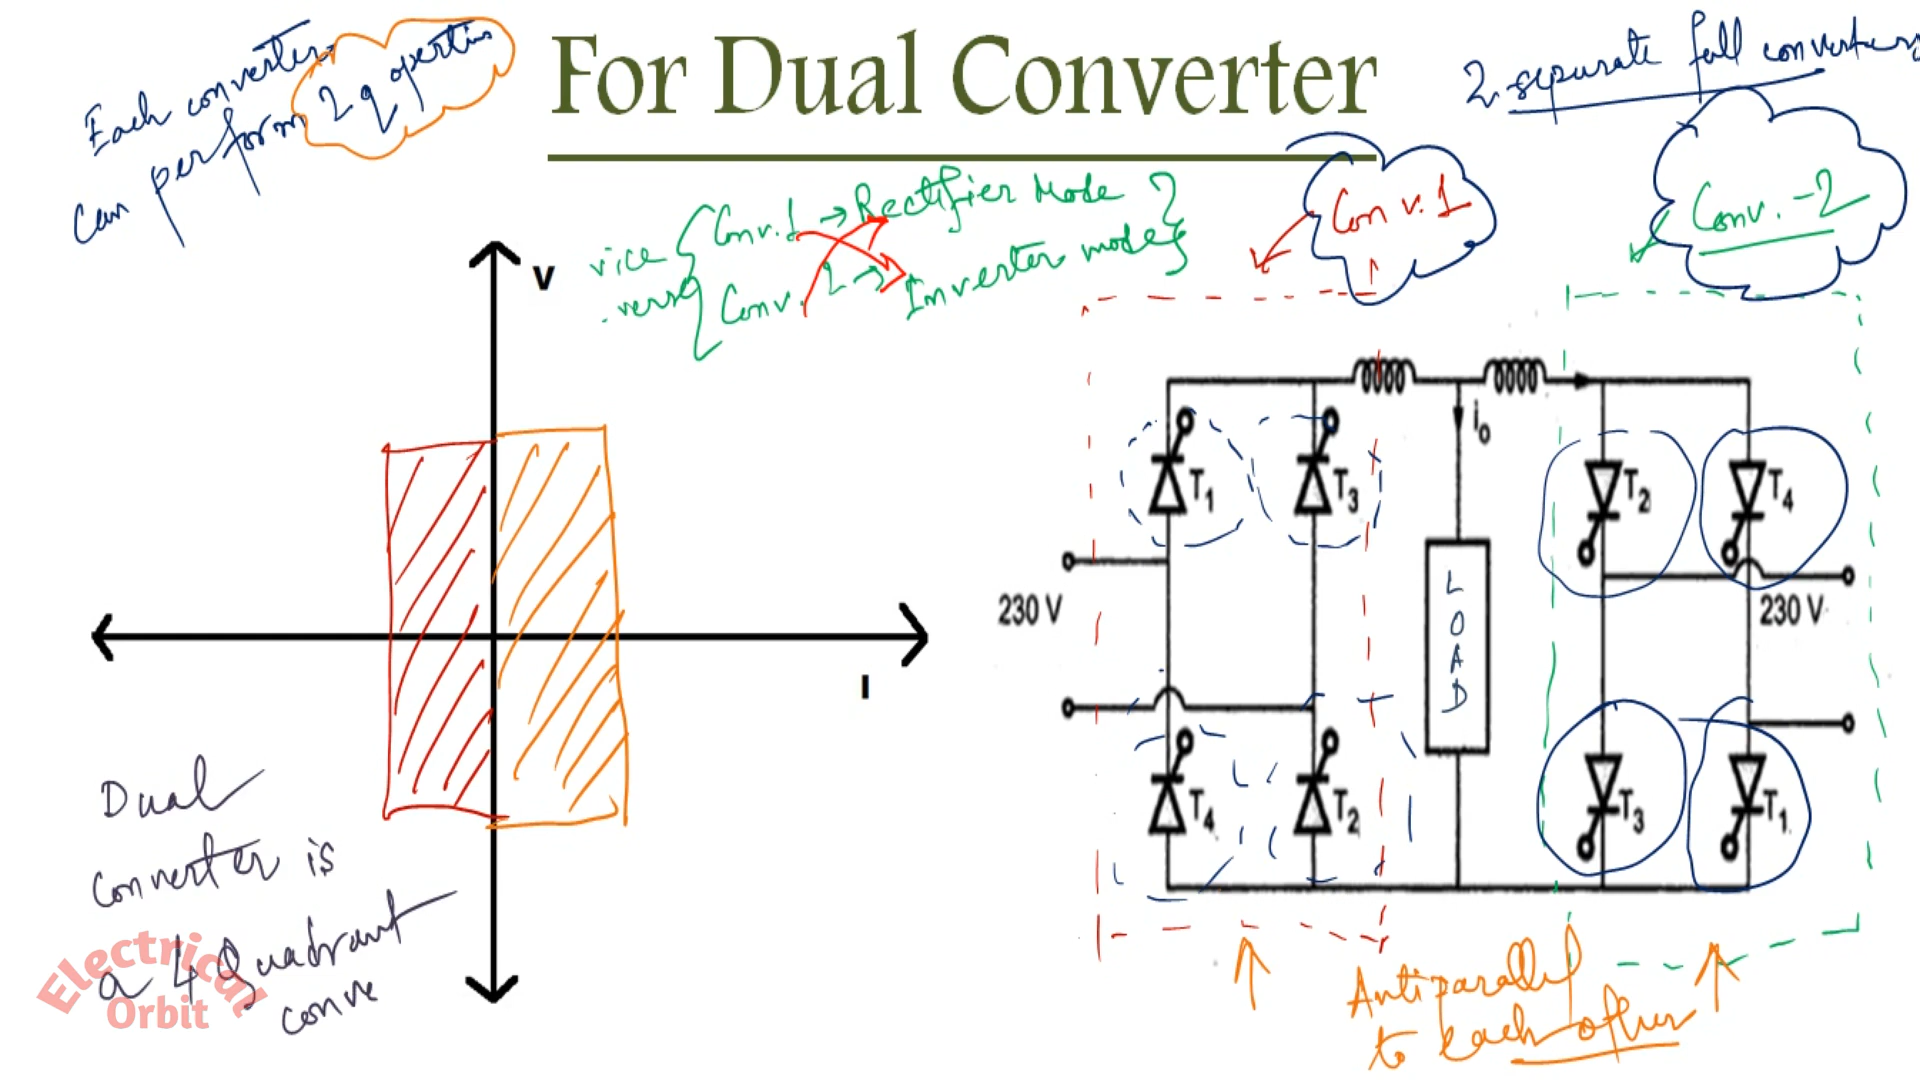 For Dual Converter
Each converter
can perform 2 q opertin
2 separate full converters
vice
versa
Conv. 1 → Rectifier Mode
Conv. 2 → Inverter mode
Conv. 1
Conv. -2
V
I
i₀
T1
T3
T2
T4
230 V
LOAD
230 V
T4
T2
T3
T1
Dual
Converter is
a 4 Quadrant
conve
Electrical
Orbit
Antiparallel
to each other